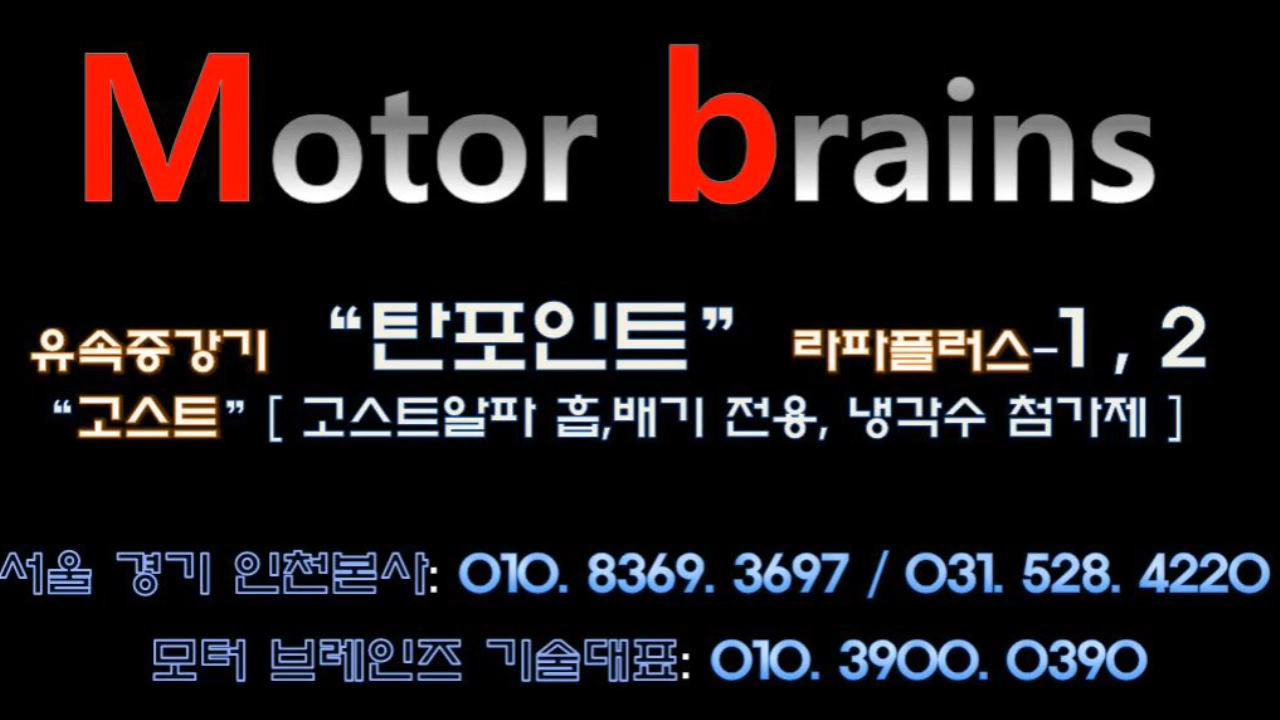 Motor brains
유속증강기 “탄포인트” 라파플러스-1 , 2
“고스트” [ 고스트알파 흡,배기 전용, 냉각수 첨가제 ]
서울 경기 인천본사: 010. 8369. 3697 / 031. 528. 4220
모터 브레인즈 기술대표: 010. 3900. 0390